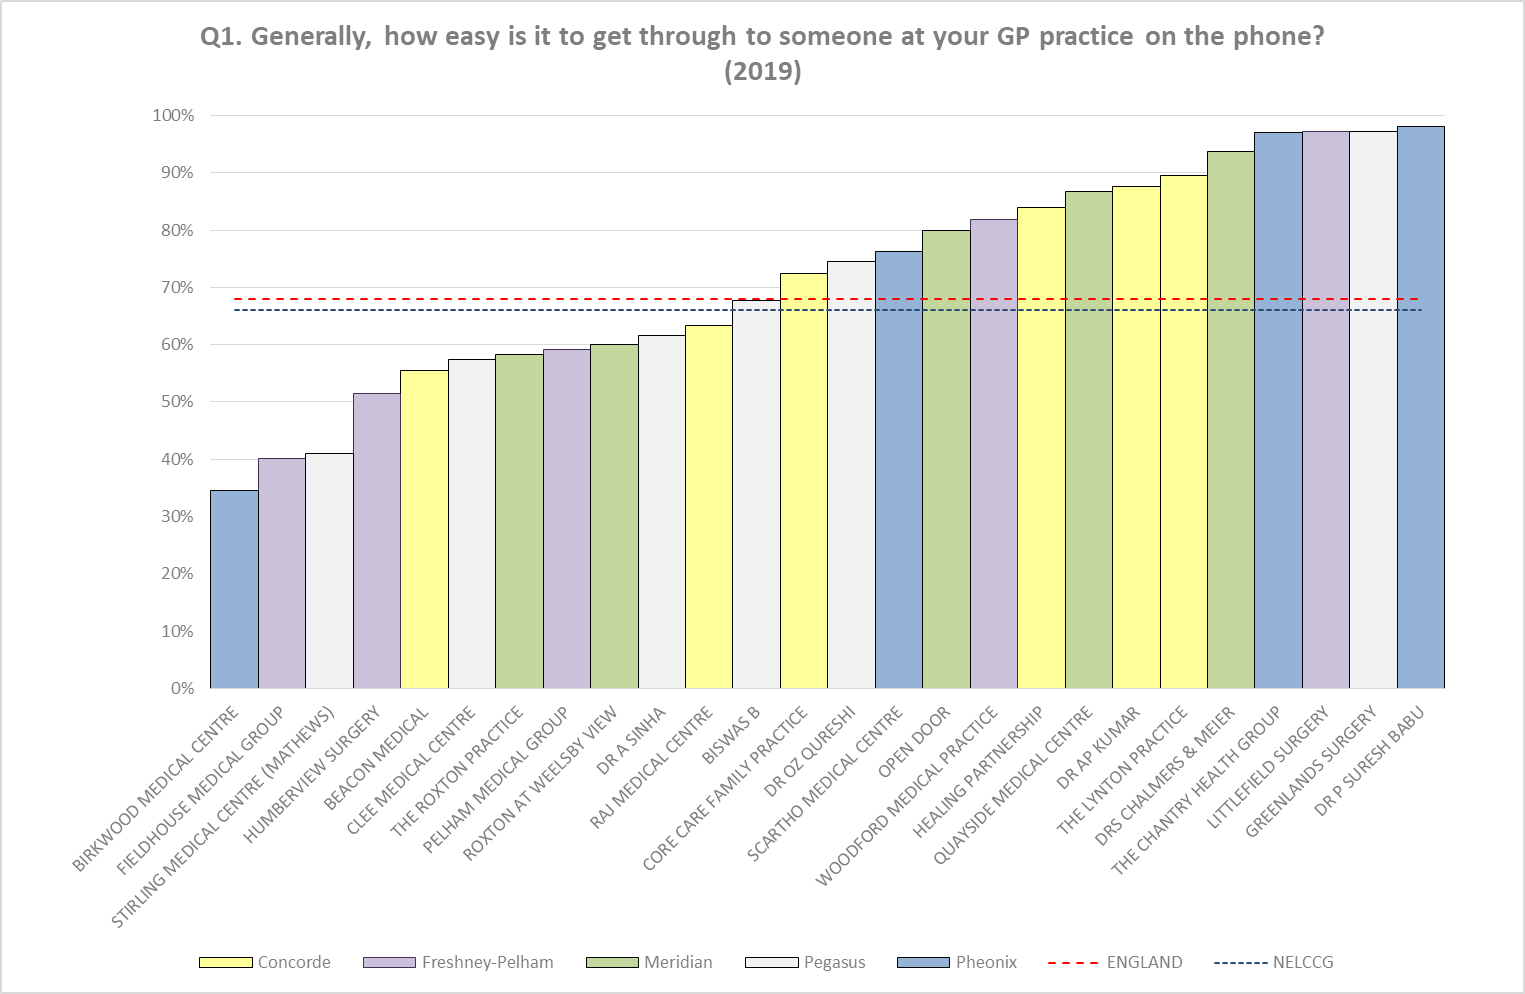 Q1. Generally, how easy is it to get through to someone at your GP practice on the phone?
(2019)
100%
90%
80%
70%
60%
50%
40%
30%
20%
10%
0%
BIRKWOOD MEDICAL CENTRE
FIELDHOUSE MEDICAL GROUP
STIRLING MEDICAL CENTRE (MATHEWS)
HUMBERVIEW SURGERY
BEACON MEDICAL
CLEE MEDICAL CENTRE
THE ROXTON PRACTICE
PELHAM MEDICAL GROUP
ROXTON AT WEELSBY VIEW
DR A SINHA
RAJ MEDICAL CENTRE
BISWAS B
CORE CARE FAMILY PRACTICE
DR OZ QURESHI
SCARTHO MEDICAL CENTRE
OPEN DOOR
WOODFORD MEDICAL PRACTICE
HEALING PARTNERSHIP
QUAYSIDE MEDICAL CENTRE
DR AP KUMAR
THE LYNTON PRACTICE
DRS CHALMERS & MEIER
THE CHANTRY HEALTH GROUP
LITTLEFIELD SURGERY
GREENLANDS SURGERY
DR P SURESH BABU
Concorde Freshney-Pelham Meridian Pegasus Pheonix ENGLAND NELCCG